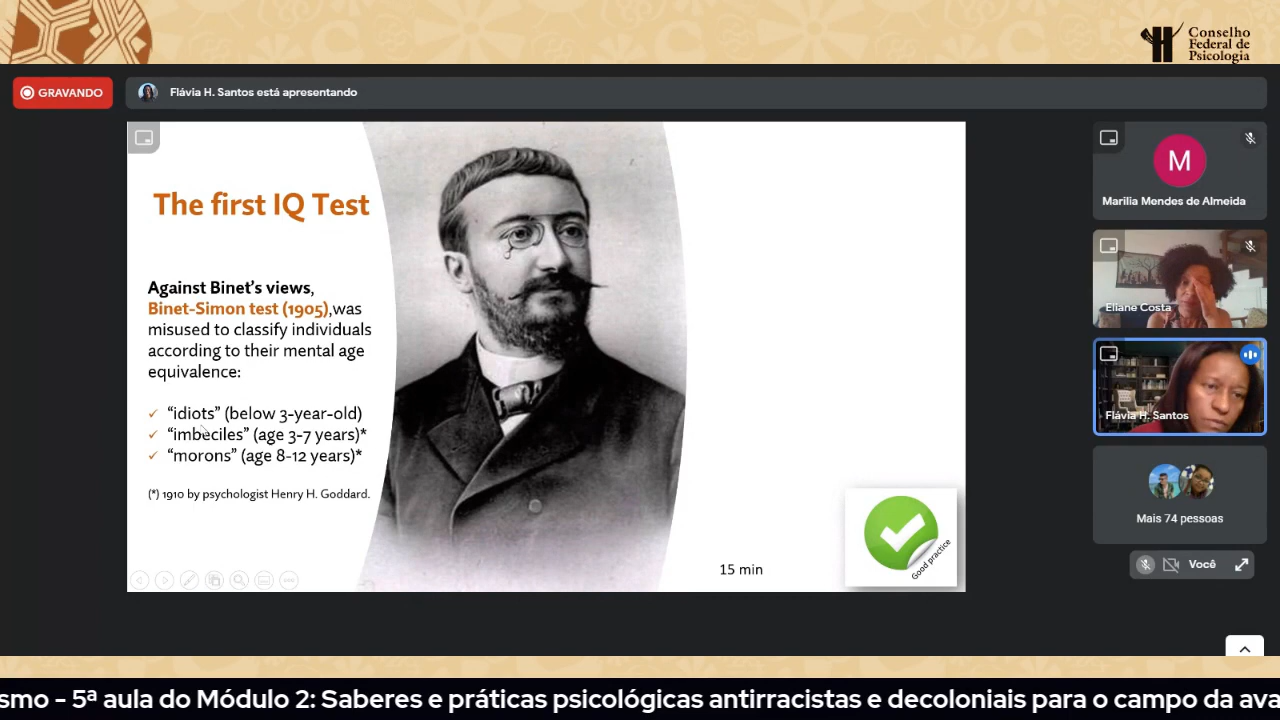 Conselho
Federal de
Psicologia
GRAVANDO
Flávia H. Santos está apresentando
The first IQ Test
Against Binet's views,
Binet-Simon test (1905),was
misused to classify individuals
according to their mental age
equivalence:
✓ "idiots" (below 3-year-old)
✓ "imbeciles" (age 3-7 years)*
✓ "morons" (age 8-12 years)*
(*) 1910 by psychologist Henry H. Goddard.
15 min
Good practice
M
Marilia Mendes de Almeida
Eliane Costa
Flávia H. Santos
Mais 74 pessoas
Você
smo - 5ª aula do Módulo 2: Saberes e práticas psicológicas antirracistas e decoloniais para o campo da ava